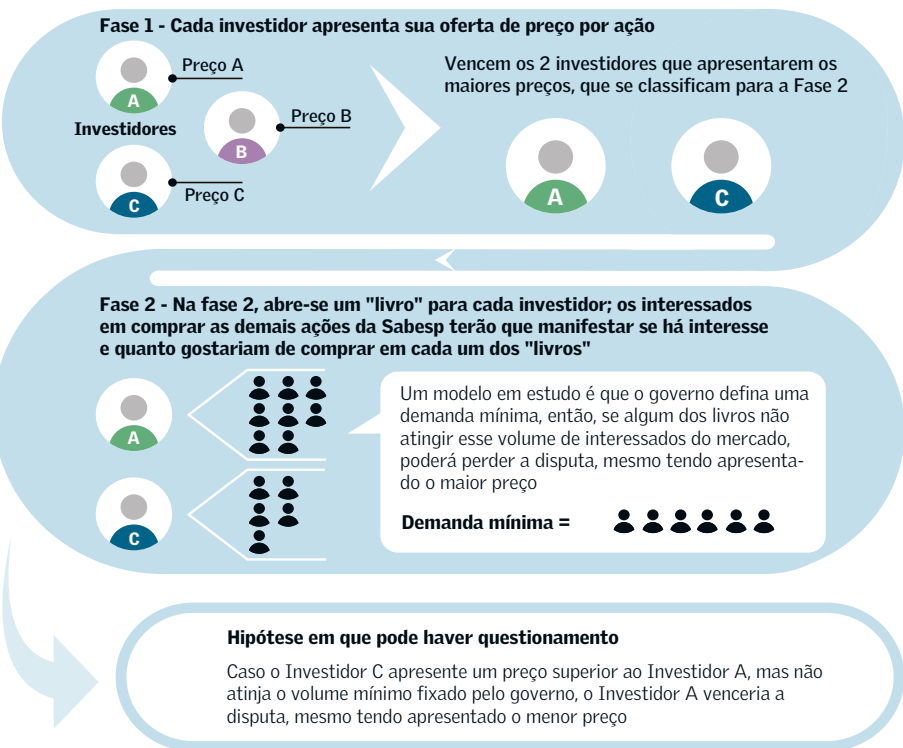 Fase 1 - Cada investidor apresenta sua oferta de preço por ação
Preço A
A
Investidores
Preço B
B
Preço C
C
Vencem os 2 investidores que apresentarem os
maiores preços, que se classificam para a Fase 2
A
C
Fase 2 - Na fase 2, abre-se um "livro" para cada investidor; os interessados
em comprar as demais ações da Sabesp terão que manifestar se há interesse
e quanto gostariam de comprar em cada um dos "livros"
A
C
Um modelo em estudo é que o governo defina uma
demanda mínima, então, se algum dos livros não
atingir esse volume de interessados do mercado,
poderá perder a disputa, mesmo tendo apresenta-
do o maior preço
Demanda mínima =
Hipótese em que pode haver questionamento
Caso o Investidor C apresente um preço superior ao Investidor A, mas não
atinja o volume mínimo fixado pelo governo, o Investidor A venceria a
disputa, mesmo tendo apresentado o menor preço